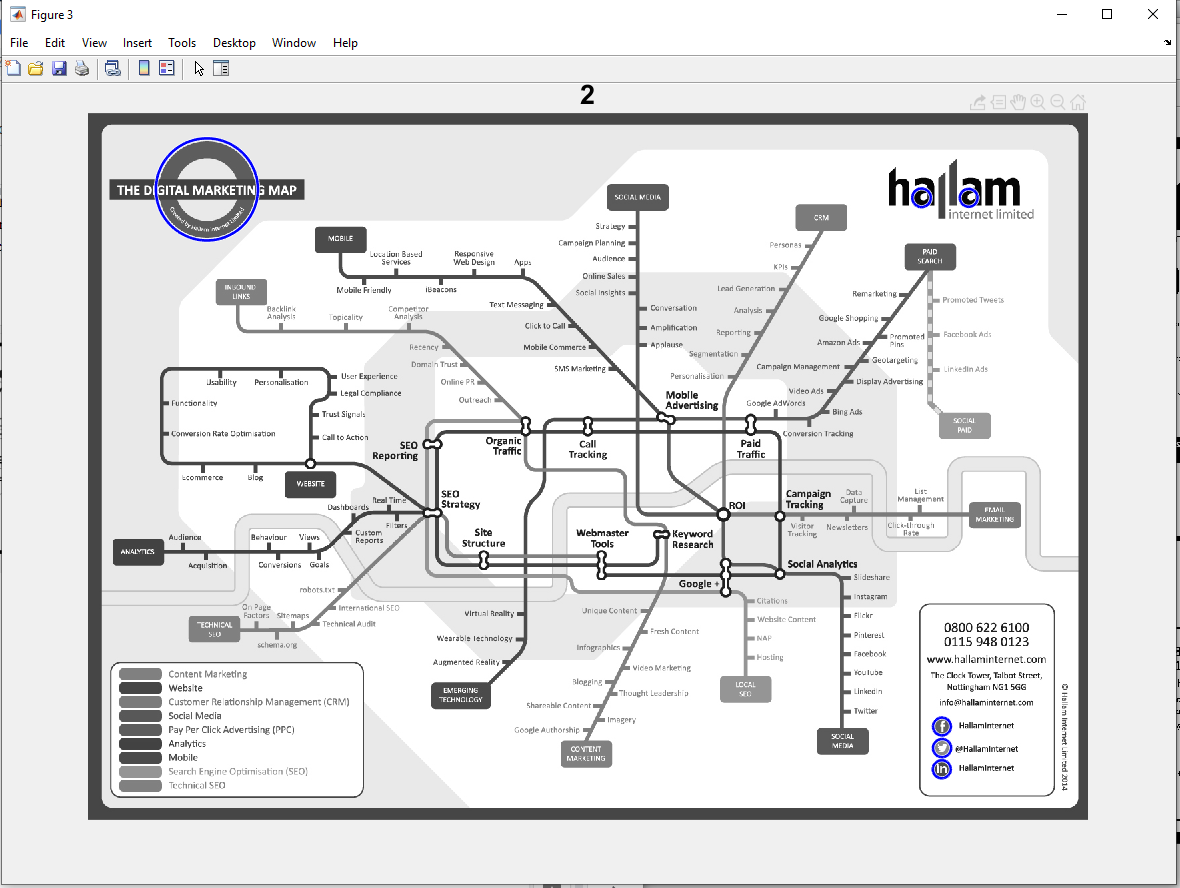 Figure 3
File Edit View Insert Tools Desktop Window Help
2
THE DIGITAL MARKETING MAP
Created by Hallam Internet Limited
hallam
internet limited
SOCIAL MEDIA
Strategy
Campaign Planning
Audience
Online Sales
Social Insights
Conversation
Amplification
Applause
CRM
Personas
KPIs
Lead Generation
Analysis
Reporting
Segmentation
Personalisation
PAID
SEARCH
Remarketing
Google Shopping
Promoted
Pins
Amazon Ads
Geotargeting
Campaign Management
Display Advertising
Video Ads
Google AdWords
Bing Ads
Conversion Tracking
Promoted Tweets
Facebook Ads
LinkedIn Ads
SOCIAL
PAID
MOBILE
Location Based
Services
Responsive
Web Design
Apps
Mobile Friendly
iBeacons
Text Messaging
Click to Call
Mobile Commerce
SMS Marketing
Mobile
Advertising
INBOUND
LINKS
Backlink
Analysis
Topicality
Competitor
Analysis
Recency
Domain Trust
Online PR
Outreach
Usability
Personalisation
User Experience
Legal Compliance
Functionality
Trust Signals
Conversion Rate Optimisation
Call to Action
Ecommerce
Blog
WEBSITE
SEO
Reporting
Organic
Traffic
Call
Tracking
Paid
Traffic
SEO
Strategy
Site
Structure
Webmaster
Tools
Keyword
Research
ROI
Campaign
Tracking
Google +
Social Analytics
Visitor
Tracking
Data
Capture
Newsletters
List
Management
Click-through
Rate
EMAIL
MARKETING
ANALYTICS
Audience
Acquisition
Behaviour
Conversions
Views
Goals
Dashboards
Real Time
Filters
Custom
Reports
TECHNICAL
SEO
On Page
Factors
Sitemaps
schema.org
robots.txt
International SEO
Technical Audit
Virtual Reality
Wearable Technology
Augmented Reality
EMERGING
TECHNOLOGY
Unique Content
Fresh Content
Infographics
Video Marketing
Blogging
Thought Leadership
Shareable Content
Imagery
Google Authorship
CONTENT
MARKETING
Citations
Website Content
NAP
Hosting
LOCAL
SEO
Slideshare
Instagram
Flickr
Pinterest
Facebook
YouTube
LinkedIn
Twitter
SOCIAL
MEDIA
Content Marketing
Website
Customer Relationship Management (CRM)
Social Media
Pay Per Click Advertising (PPC)
Analytics
Mobile
Search Engine Optimisation (SEO)
Technical SEO
0800 622 6100
0115 948 0123
www.hallaminternet.com
The Clock Tower, Talbot Street,
Nottingham NG1 5GG
info@hallaminternet.com
HallamInternet
@HallamInternet
HallamInternet
© Hallam Internet Limited 2014